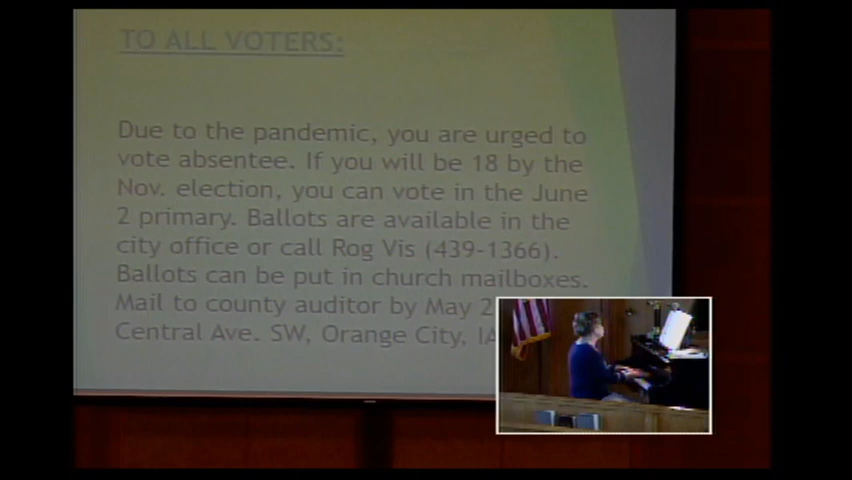 TO ALL VOTERS:
Due to the pandemic, you are urged to
vote absentee. If you will be 18 by the
Nov. election, you can vote in the June
2 primary. Ballots are available in the
city office or call Rog Vis (439-1366).
Ballots can be put in church mailboxes.
Mail to county auditor by May 2
Central Ave. SW, Orange City, IA